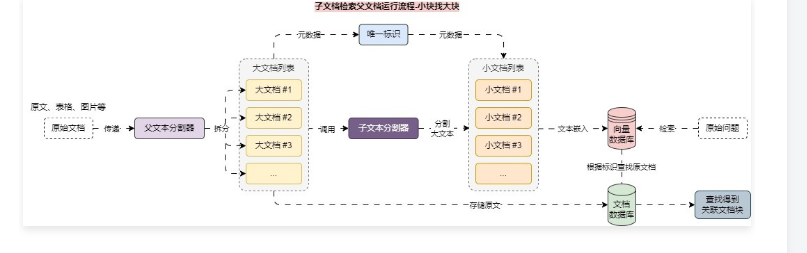 子文档检索父文档运行流程-小块找大块
元数据
唯一标识
元数据
大文档列表
小文档列表
原文、表格、图片等
原始文档
传递
父文本分割器
拆分
大文档 #1
大文档 #2
大文档 #3
...
调用
子文本分割器
分割
大文本
小文档 #1
小文档 #2
小文档 #3
...
文本嵌入
向量
数据库
检索
原始问题
根据标识查找原文档
存储原文
文档
数据库
查找得到
关联文档块